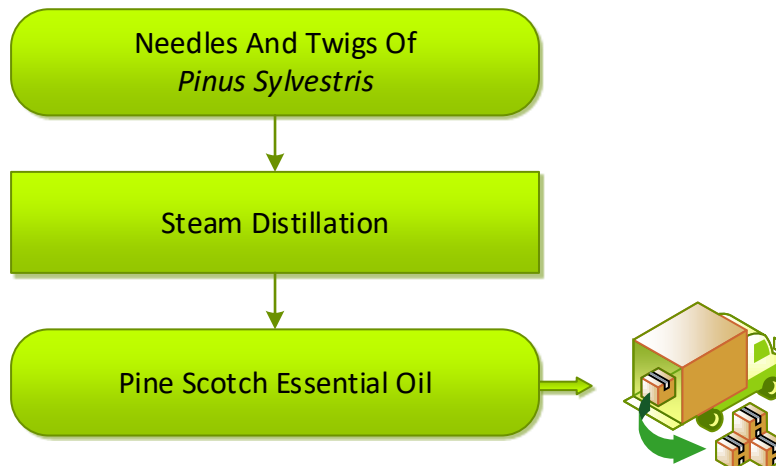 Needles And Twigs Of
Pinus Sylvestris
Steam Distillation
Pine Scotch Essential Oil